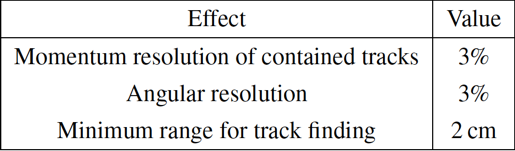 Effect Value
Momentum resolution of contained tracks 3%
Angular resolution 3%
Minimum range for track finding 2 cm